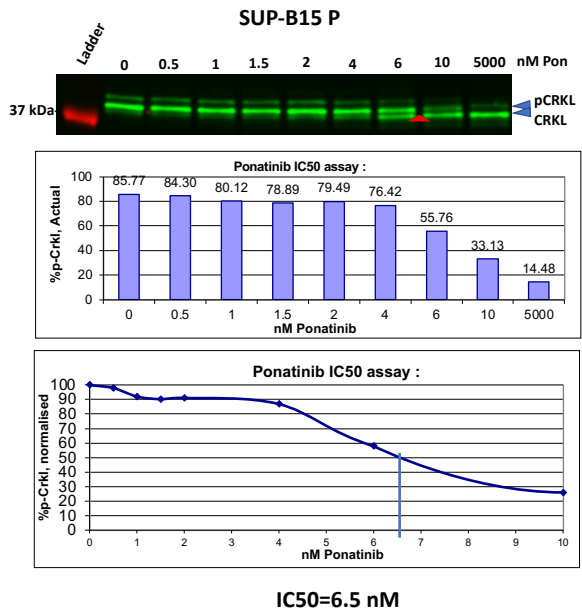 SUP-B15 P
Ladder
0 0.5 1 1.5 2 4 6 10 5000 nM Pon
37 kDa
pCRKL
CRKL
Ponatinib IC50 assay :
%p-Crkl, Actual
100
80
60
40
20
0
85.77 84.30 80.12 78.89 79.49 76.42 55.76 33.13 14.48
0 0.5 1 1.5 2 4 6 10 5000
nM Ponatinib
Ponatinib IC50 assay :
%p-Crkl, normalised
100
90
80
70
60
50
40
30
20
10
0
0 1 2 3 4 5 6 7 8 9 10
nM Ponatinib
IC50=6.5 nM